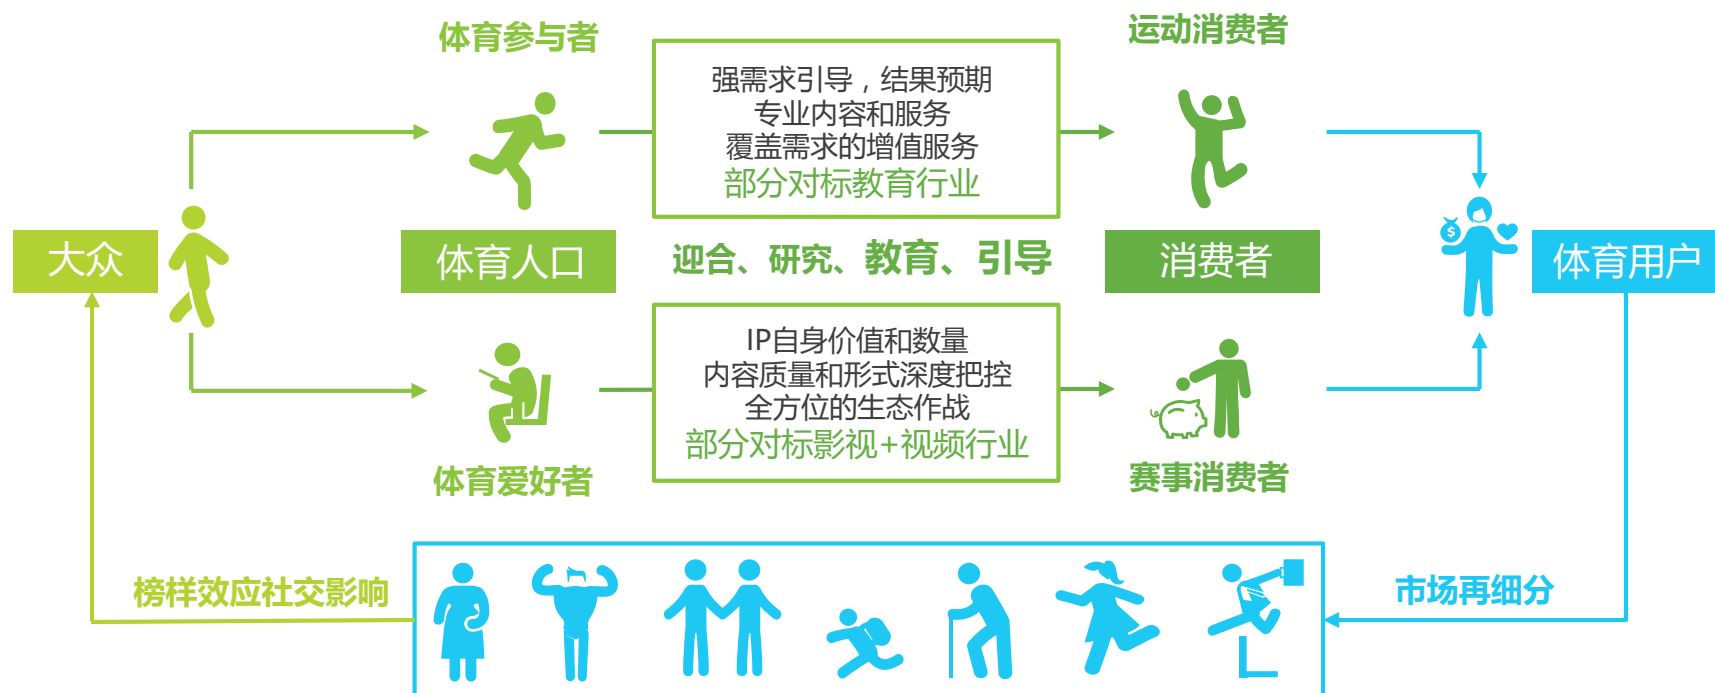 体育参与者
运动消费者
强需求引导，结果预期
专业内容和服务
覆盖需求的增值服务
部分对标教育行业
大众
体育人口
迎合、研究、教育、引导
消费者
体育用户
IP自身价值和数量
内容质量和形式深度把控
全方位的生态作战
部分对标影视+视频行业
体育爱好者
赛事消费者
榜样效应社交影响
市场再细分